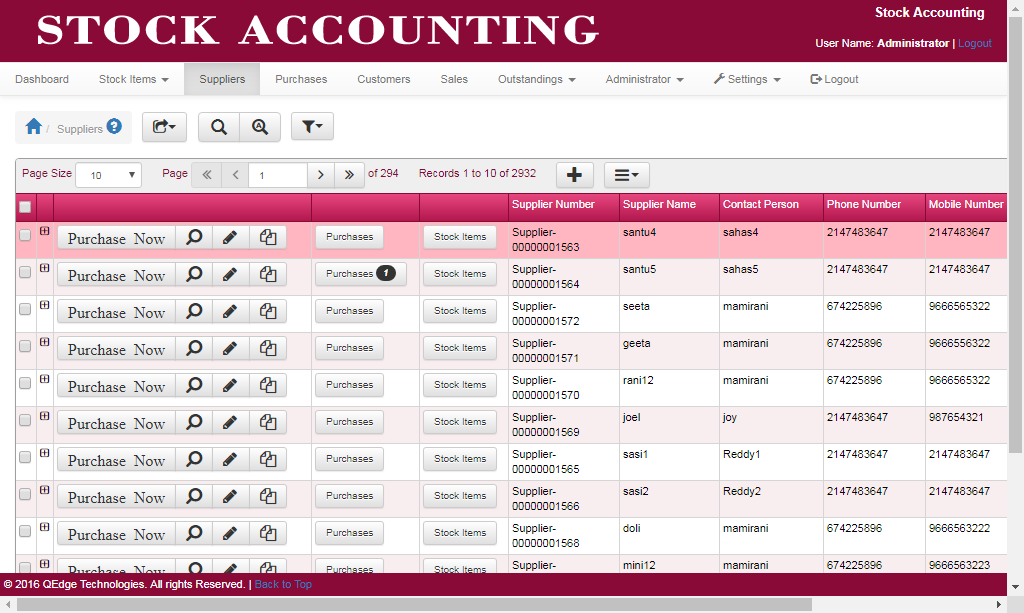 STOCK ACCOUNTING
Stock Accounting
User Name: Administrator | Logout
Dashboard Stock Items Suppliers Purchases Customers Sales Outstandings Administrator Settings Logout
/ Suppliers
Page Size 10 Page 1 of 294 Records 1 to 10 of 2932
Supplier Number Supplier Name Contact Person Phone Number Mobile Number
Purchase Now Purchases Stock Items Supplier- santu4 sahas4 2147483647 2147483647
00000001563
Purchase Now Purchases 1 Stock Items Supplier- santu5 sahas5 2147483647 2147483647
00000001564
Purchase Now Purchases Stock Items Supplier- seeta mamirani 674225896 9666565322
00000001572
Purchase Now Purchases Stock Items Supplier- geeta mamirani 674225896 9666556322
00000001571
Purchase Now Purchases Stock Items Supplier- rani12 mamirani 674225896 9666565322
00000001570
Purchase Now Purchases Stock Items Supplier- joel joy 2147483647 987654321
00000001569
Purchase Now Purchases Stock Items Supplier- sasi1 Reddy1 2147483647 2147483647
00000001565
Purchase Now Purchases Stock Items Supplier- sasi2 Reddy2 2147483647 2147483647
00000001566
Purchase Now Purchases Stock Items Supplier- doli mamirani 674225896 9666563222
00000001568
Purchase Now Purchases Stock Items Supplier- mini12 mamirani 674225896 9666563223
© 2016 QEdge Technologies. All rights Reserved. | Back to Top